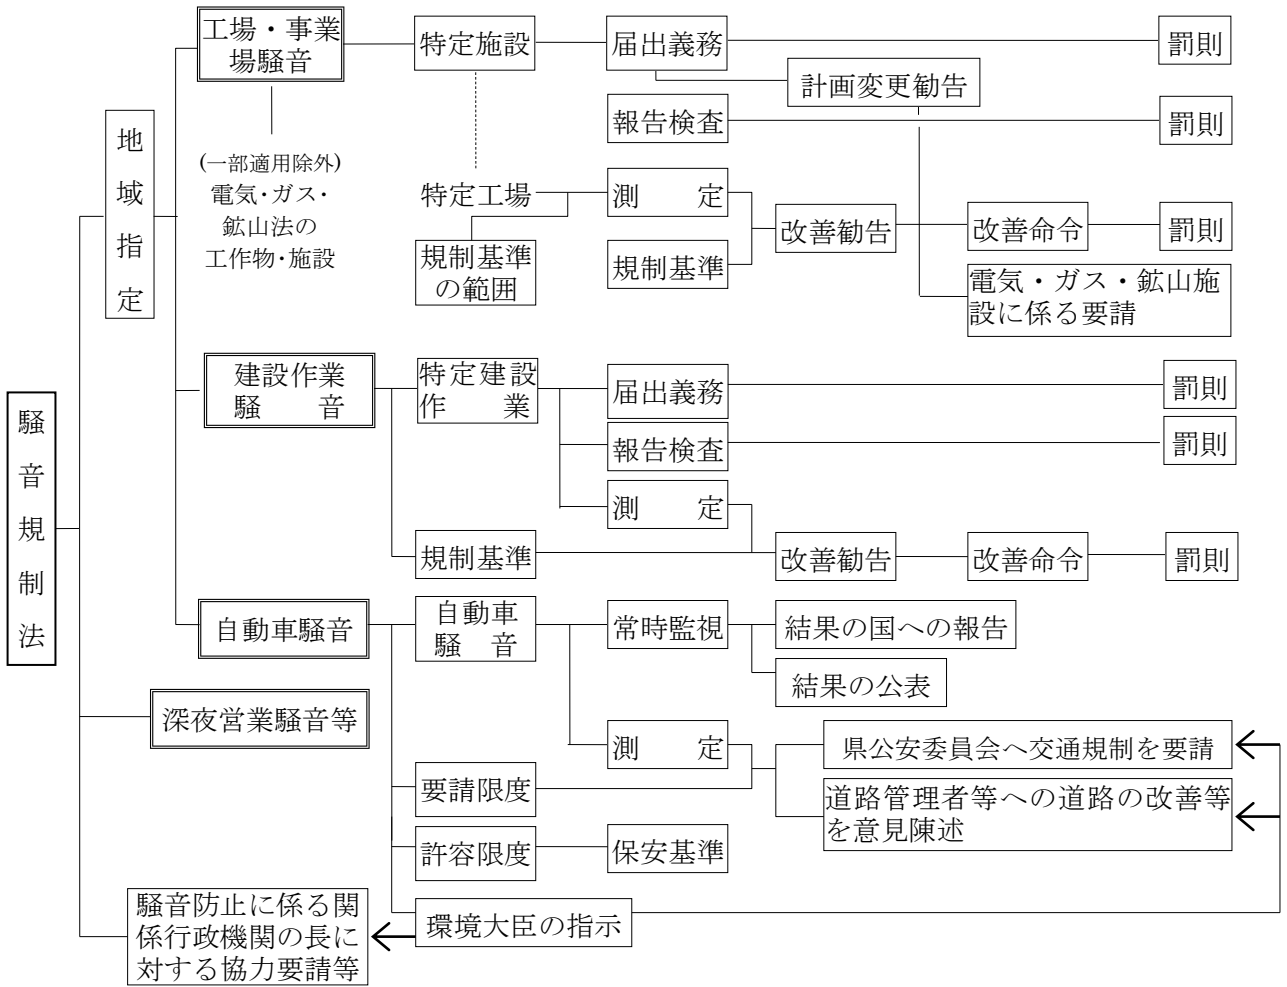 騒
音
規
制
法
地
域
指
定
工場・事業
場騒音
(一部適用除外)
電気・ガス・
鉱山法の
工作物・施設
特定施設
届出義務
罰則
計画変更勧告
報告検査
罰則
特定工場
規制基準
の範囲
測　　定
規制基準
改善勧告
改善命令
罰則
電気・ガス・鉱山施
設に係る要請
建設作業
騒　　音
特定建設
作　　業
届出義務
罰則
報告検査
罰則
測　　定
規制基準
改善勧告
改善命令
罰則
自動車騒音
自動車
騒　音
常時監視
結果の国への報告
結果の公表
測　　定
要請限度
県公安委員会へ交通規制を要請
道路管理者等への道路の改善等
を意見陳述
許容限度
保安基準
環境大臣の指示
深夜営業騒音等
騒音防止に係る関
係行政機関の長に
対する協力要請等